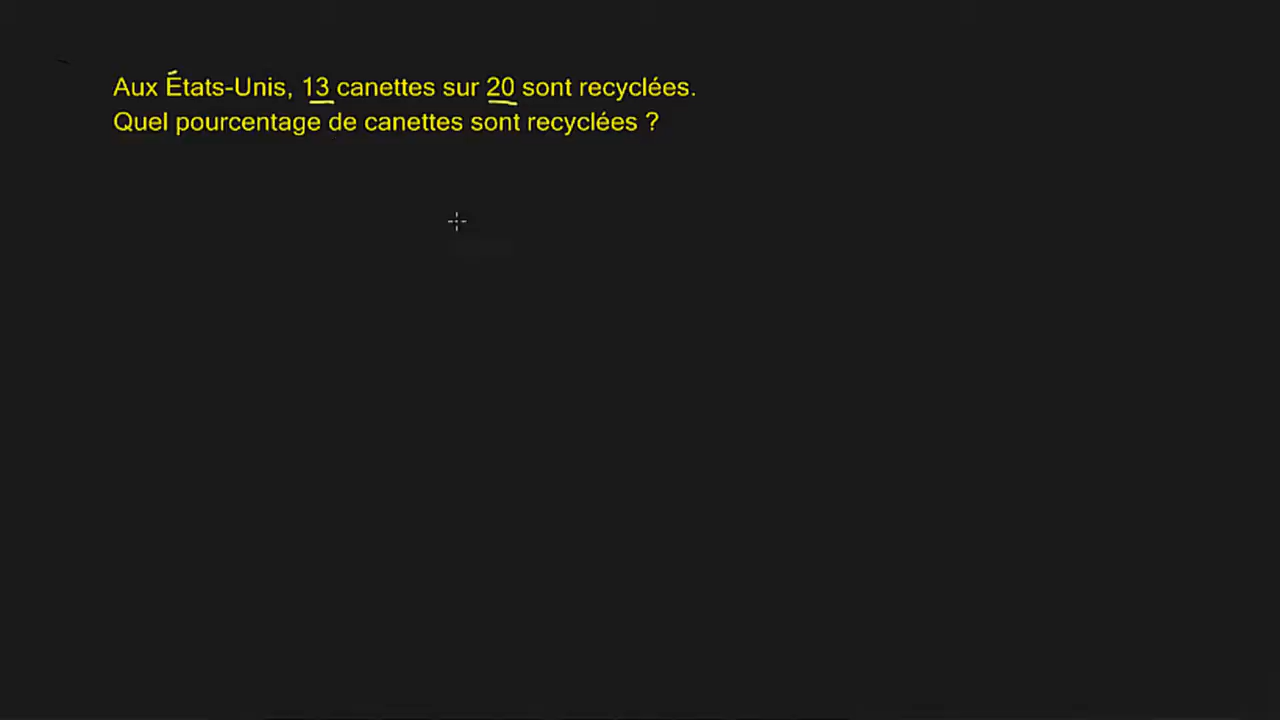 Aux États-Unis, 13 canettes sur 20 sont recyclées.
Quel pourcentage de canettes sont recyclées ?